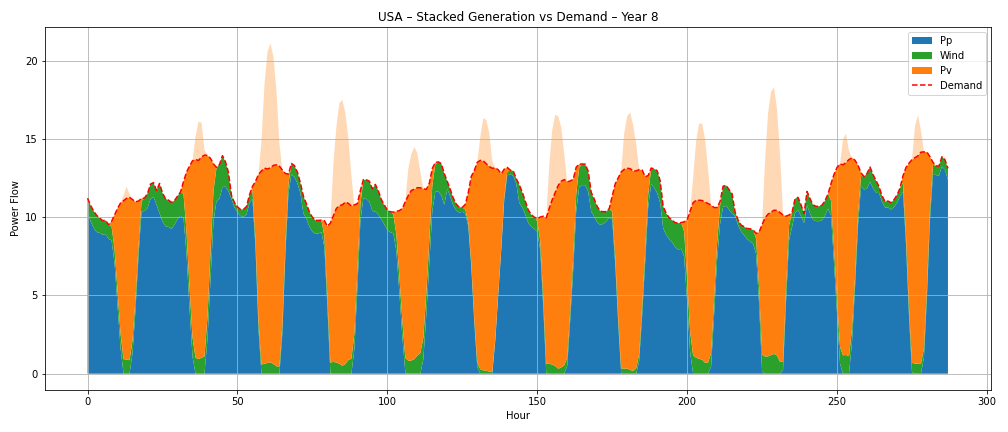 USA – Stacked Generation vs Demand – Year 8
Pp
Wind
Pv
Demand
Power Flow
20
15
10
5
0
0 50 100 150 200 250 300
Hour